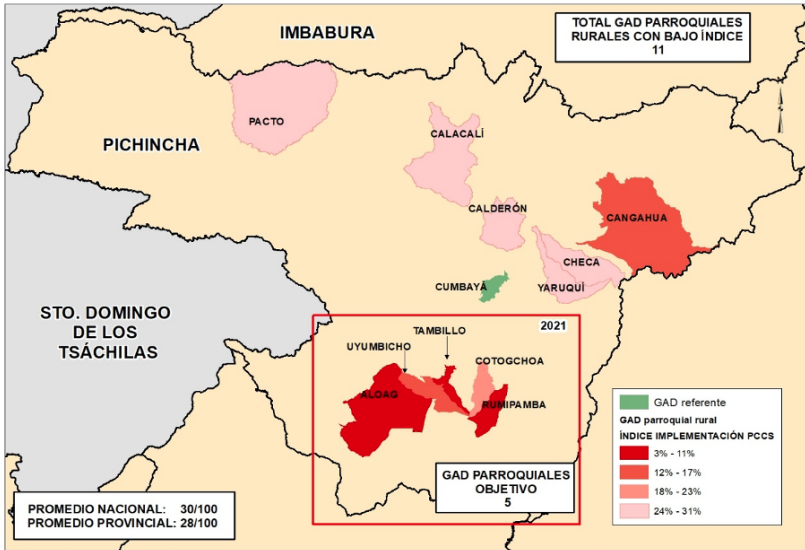 IMBABURA
TOTAL GAD PARROQUIALES
RURALES CON BAJO ÍNDICE
11
PACTO
PICHINCHA
CALACALÍ
CALDERÓN
CANGAHUA
CHECA
YARUQUÍ
CUMBAYÁ
STO. DOMINGO
DE LOS
TSÁCHILAS
2021
TAMBILLO
UYUMBICHO
COTOGCHOA
ALOAG
RUMIPAMBA
GAD PARROQUIALES
OBJETIVO
5
GAD referente
GAD parroquial rural
ÍNDICE IMPLEMENTACIÓN PCCS
3% - 11%
12% - 17%
18% - 23%
24% - 31%
PROMEDIO NACIONAL: 30/100
PROMEDIO PROVINCIAL: 28/100